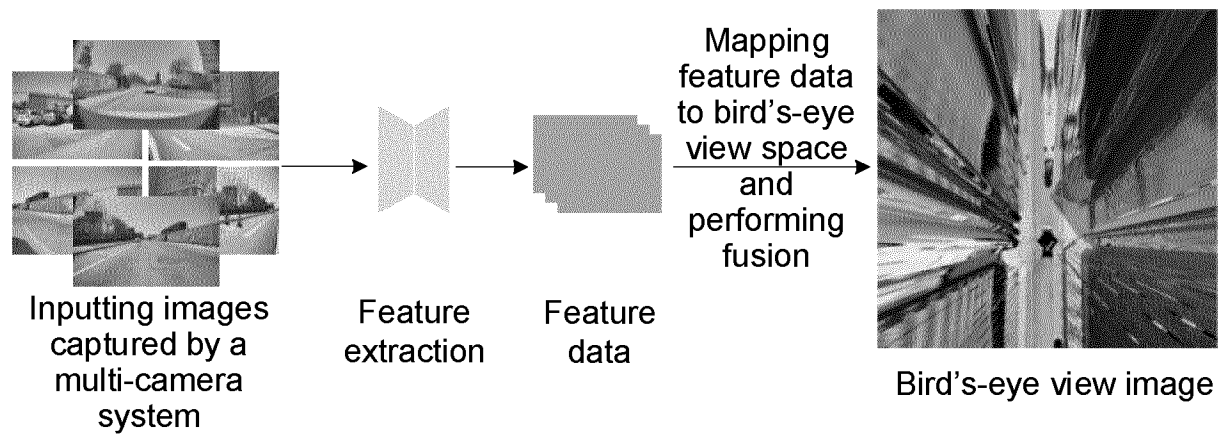 Inputting images
captured by a
multi-camera
system
Feature
extraction
Feature
data
Mapping
feature data
to bird's-eye
view space
and
performing
fusion
Bird's-eye view image